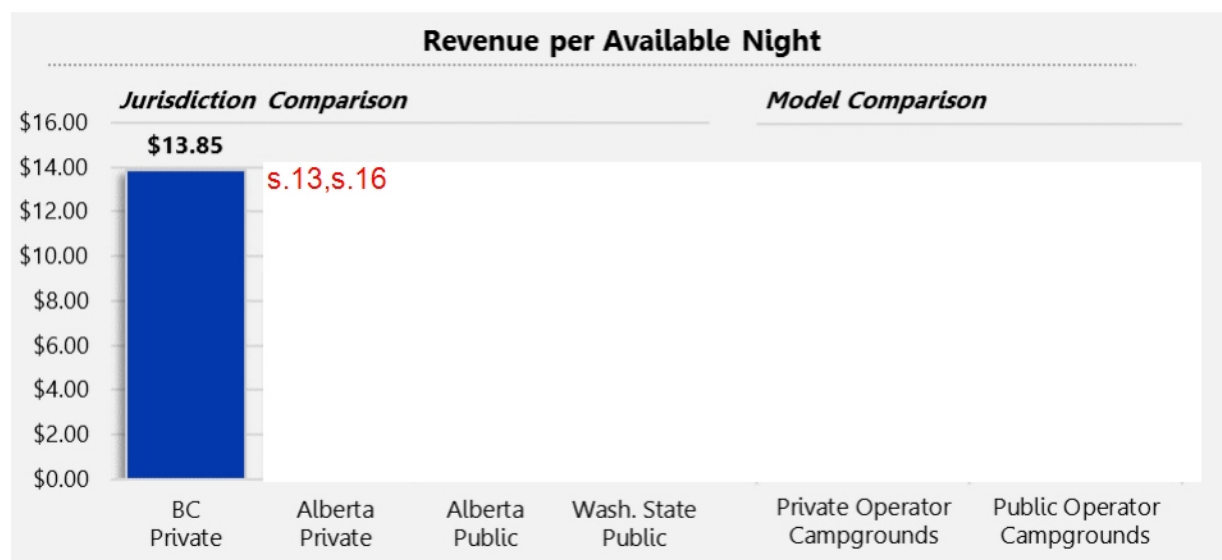 Revenue per Available Night
Jurisdiction Comparison
Model Comparison
$16.00
$13.85
$14.00
s.13,s.16
$12.00
$10.00
$8.00
$6.00
$4.00
$2.00
$0.00
BC
Private
Alberta
Private
Alberta
Public
Wash. State
Public
Private Operator
Campgrounds
Public Operator
Campgrounds